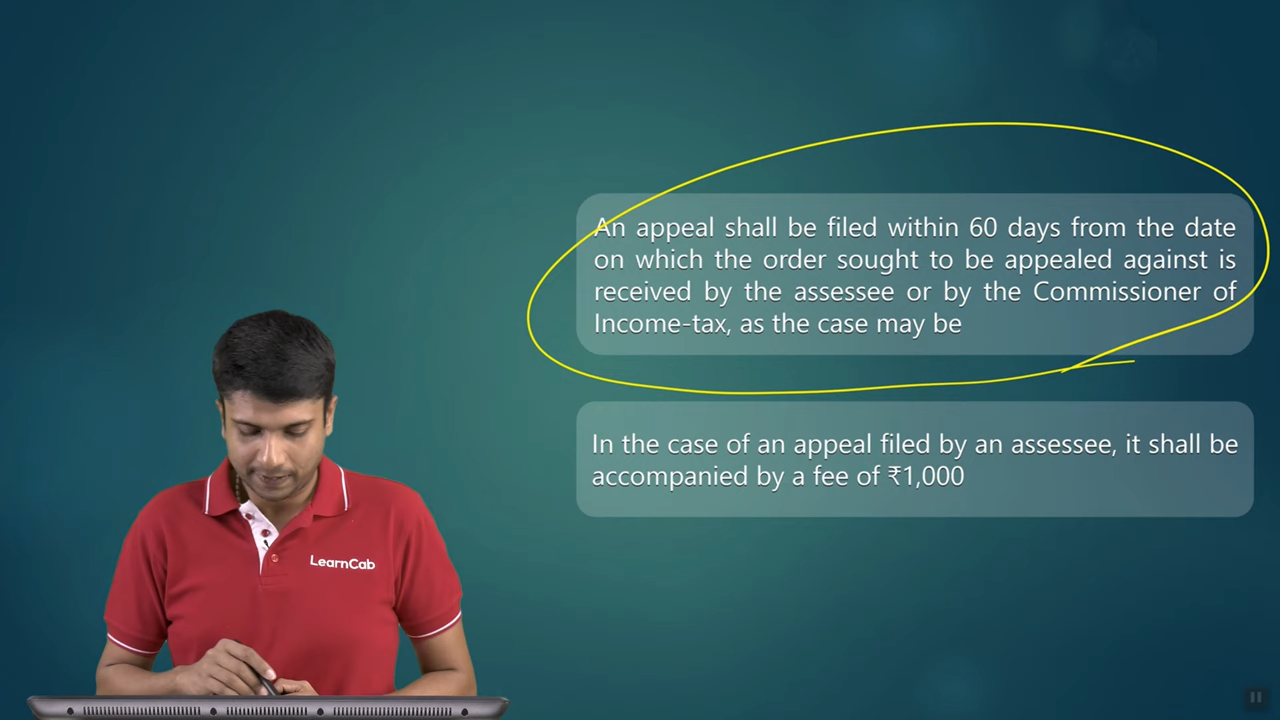 An appeal shall be filed within 60 days from the date
on which the order sought to be appealed against is
received by the assessee or by the Commissioner of
Income-tax, as the case may be
In the case of an appeal filed by an assessee, it shall be
accompanied by a fee of ₹1,000
LearnCab